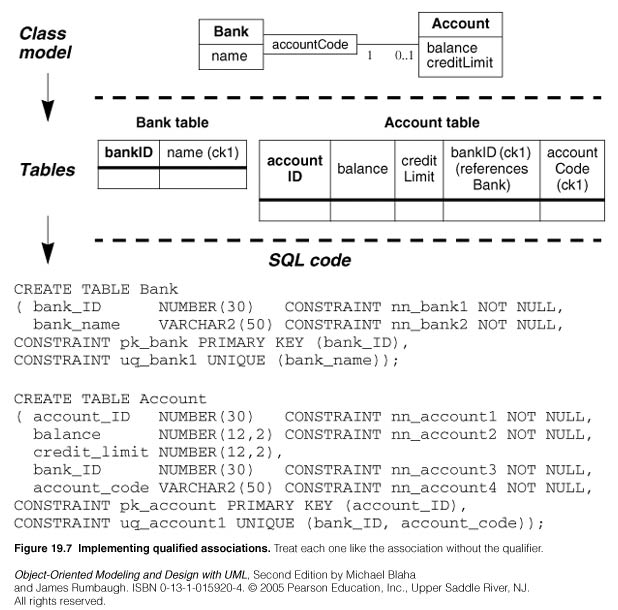 Class
model
Bank
name
accountCode
1
0..1
Account
balance
creditLimit
Tables
Bank table
bankID
name (ck1)
Account table
account
ID
balance
credit
Limit
bankID (ck1)
(references
Bank)
account
Code
(ck1)
SQL code
CREATE TABLE Bank
( bank_ID NUMBER(30) CONSTRAINT nn_bank1 NOT NULL,
bank_name VARCHAR2(50) CONSTRAINT nn_bank2 NOT NULL,
CONSTRAINT pk_bank PRIMARY KEY (bank_ID),
CONSTRAINT uq_bank1 UNIQUE (bank_name));
CREATE TABLE Account
( account_ID NUMBER(30) CONSTRAINT nn_account1 NOT NULL,
balance NUMBER(12,2) CONSTRAINT nn_account2 NOT NULL,
credit_limit NUMBER(12,2),
bank_ID NUMBER(30) CONSTRAINT nn_account3 NOT NULL,
account_code VARCHAR2(50) CONSTRAINT nn_account4 NOT NULL,
CONSTRAINT pk_account PRIMARY KEY (account_ID),
CONSTRAINT uq_account1 UNIQUE (bank_ID, account_code));
Figure 19.7 Implementing qualified associations. Treat each one like the association without the qualifier.
Object-Oriented Modeling and Design with UML, Second Edition by Michael Blaha
and James Rumbaugh. ISBN 0-13-1-015920-4. © 2005 Pearson Education, Inc., Upper Saddle River, NJ.
All rights reserved.